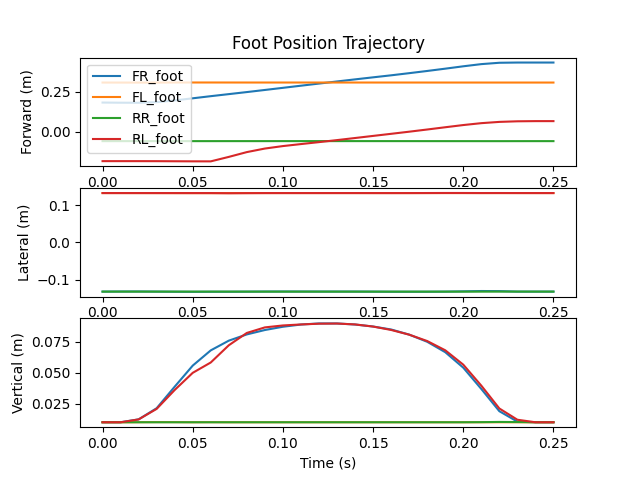 Foot Position Trajectory
Forward (m)
0.25
0.00
FR_foot
FL_foot
RR_foot
RL_foot
0.00 0.05 0.10 0.15 0.20 0.25
Lateral (m)
0.1
0.0
−0.1
0.00 0.05 0.10 0.15 0.20 0.25
Vertical (m)
0.075
0.050
0.025
0.00 0.05 0.10 0.15 0.20 0.25
Time (s)